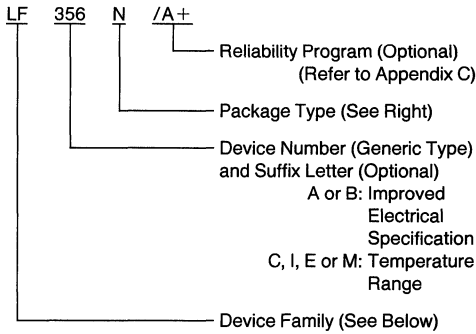 LF 356 N /A+
Reliability Program (Optional)
(Refer to Appendix C)
Package Type (See Right)
Device Number (Generic Type)
and Suffix Letter (Optional)
A or B: Improved
Electrical
Specification
C, I, E or M: Temperature
Range
Device Family (See Below)